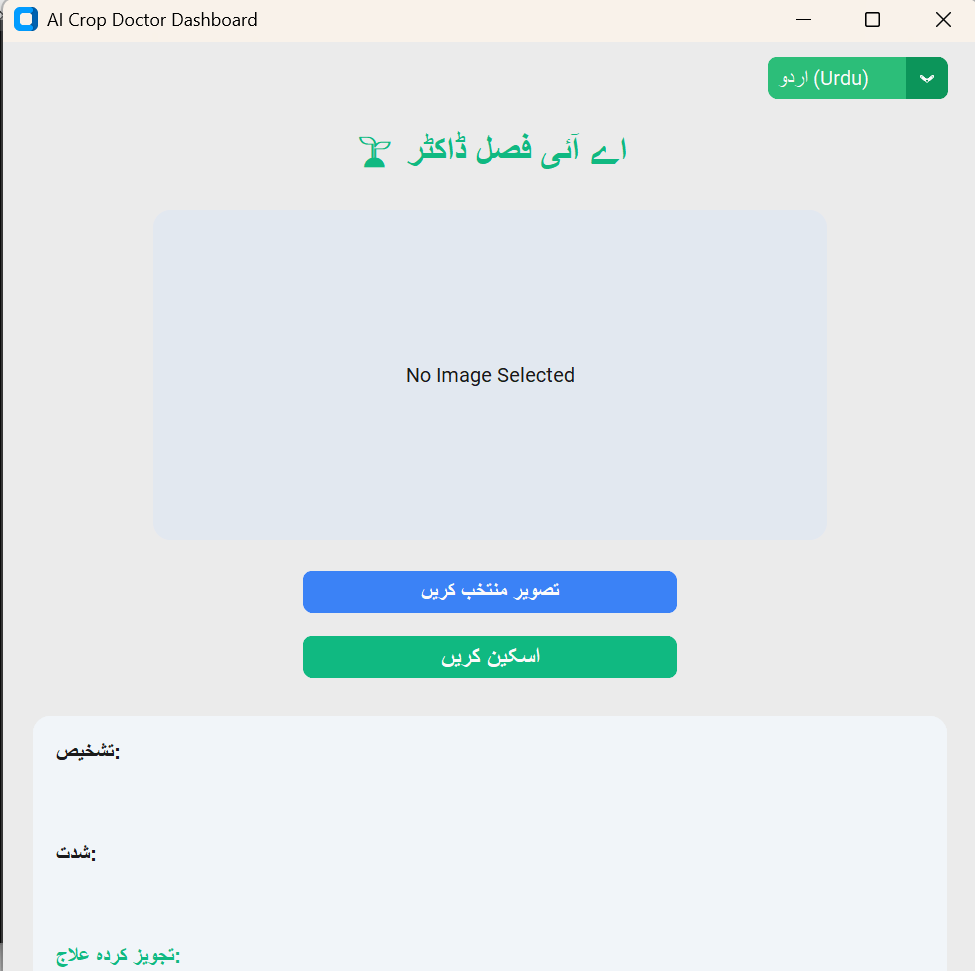 AI Crop Doctor Dashboard
اردو (Urdu)
اے آئی فصل ڈاکٹر 🌱
No Image Selected
تصویر منتخب کریں
اسکین کریں
تشخیص:
شدت:
تجویز کردہ علاج: